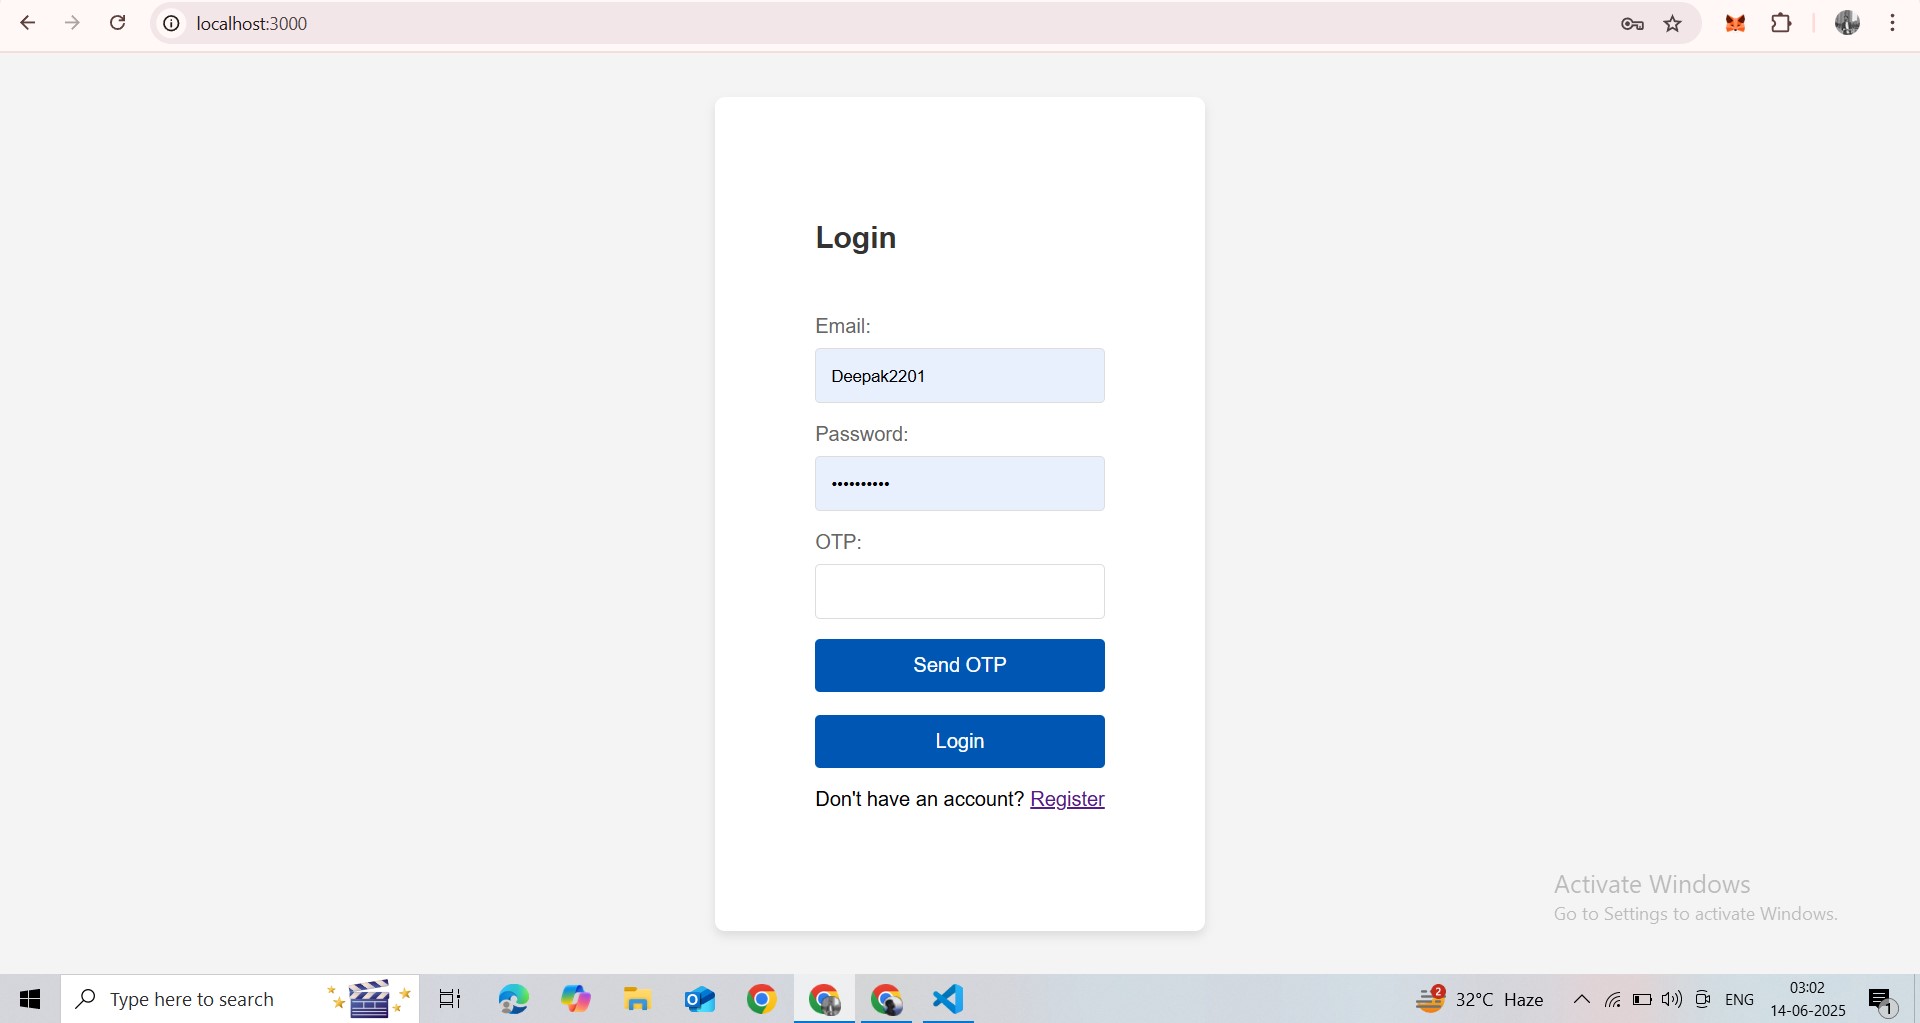 localhost:3000
Login
Email:
Deepak2201
Password:
••••••••••
OTP:
Send OTP
Login
Don't have an account? Register
Activate Windows
Go to Settings to activate Windows.
Type here to search
2
32°C Haze
ENG
03:02
14-06-2025
1